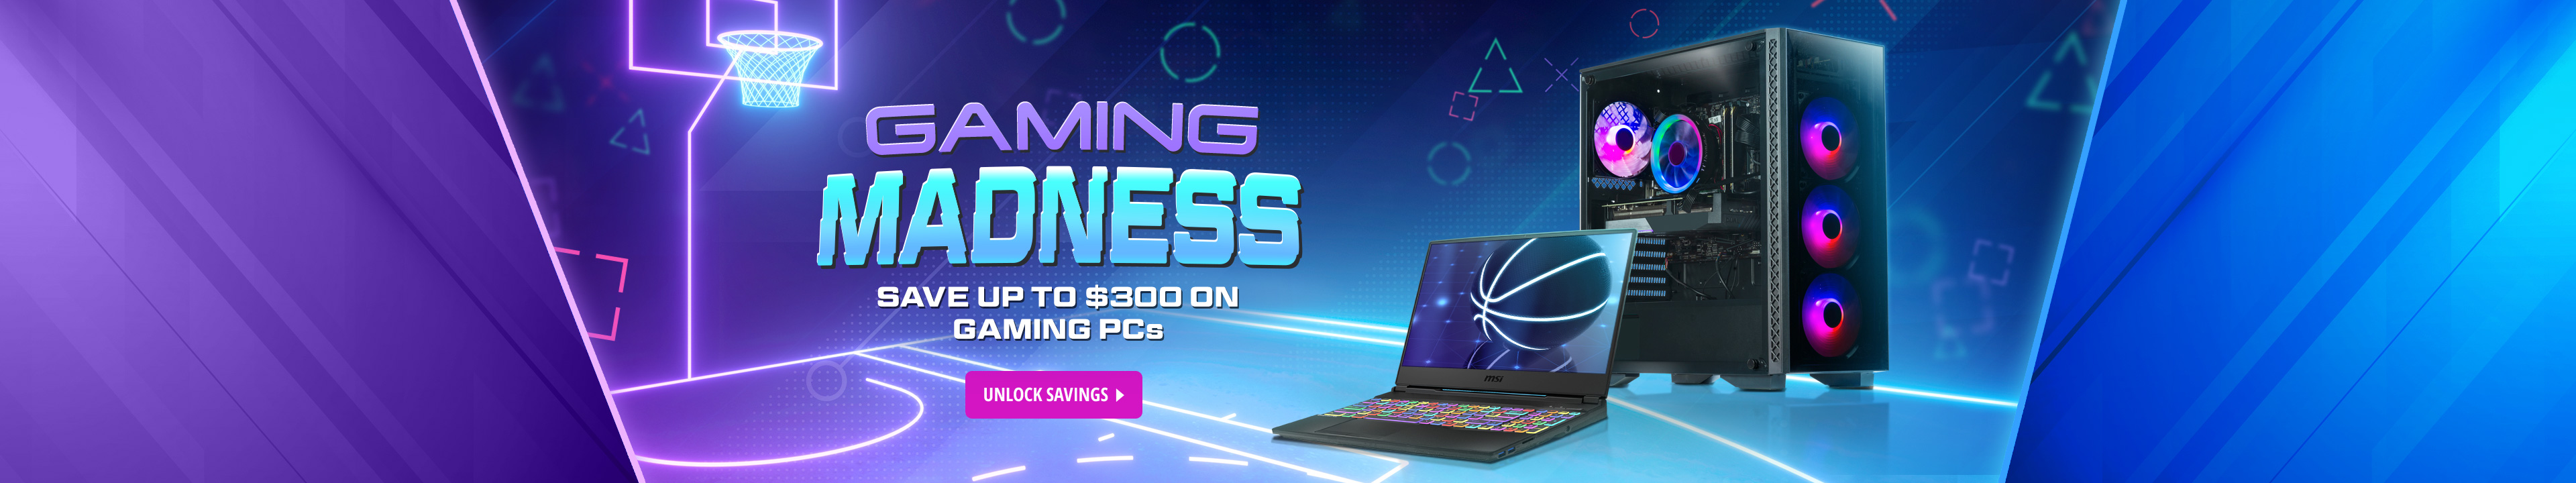 GAMING
MADNESS
SAVE UP TO $300 ON
GAMING PCs
UNLOCK SAVINGS
msi